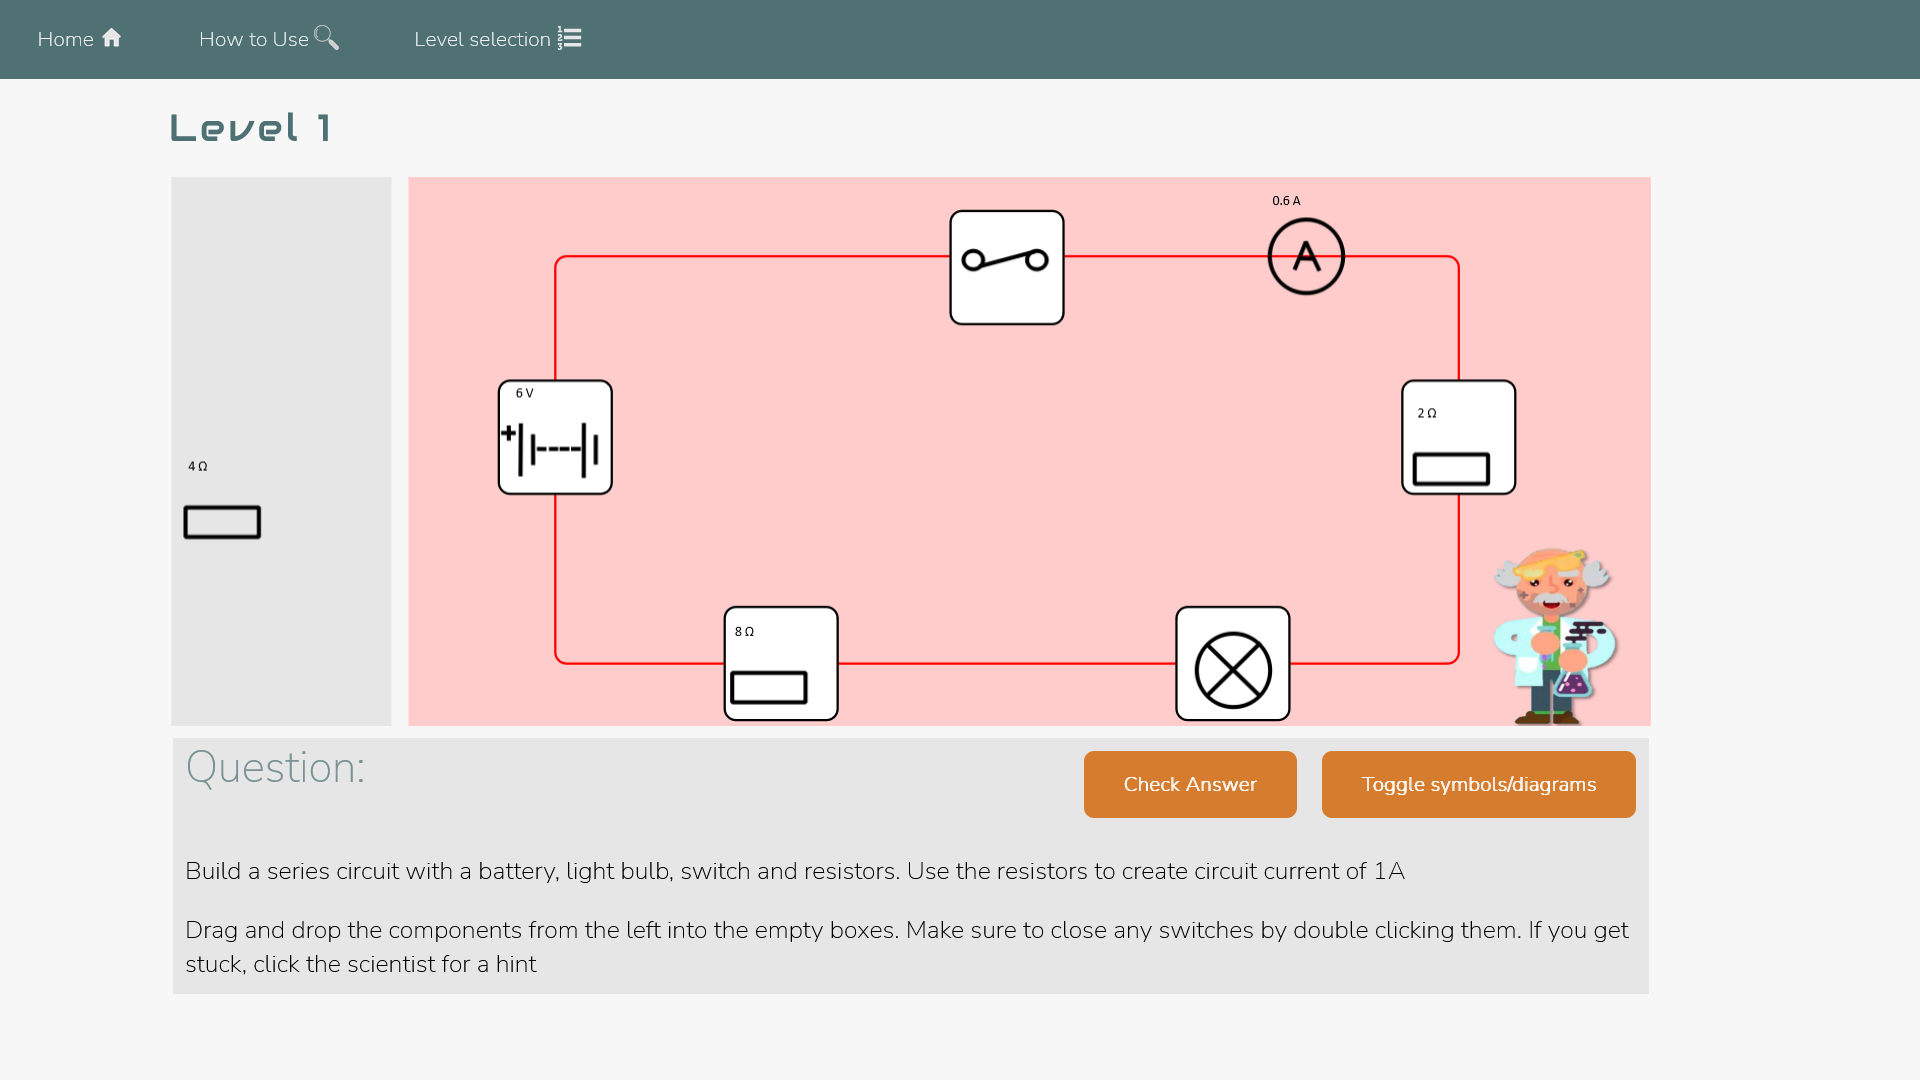 Home
How to Use
Level selection
Level 1
0.6 A
A
6 V
+
2 Ω
4 Ω
8 Ω
Question:
Check Answer
Toggle symbols/diagrams
Build a series circuit with a battery, light bulb, switch and resistors. Use the resistors to create circuit current of 1A
Drag and drop the components from the left into the empty boxes. Make sure to close any switches by double clicking them. If you get
stuck, click the scientist for a hint